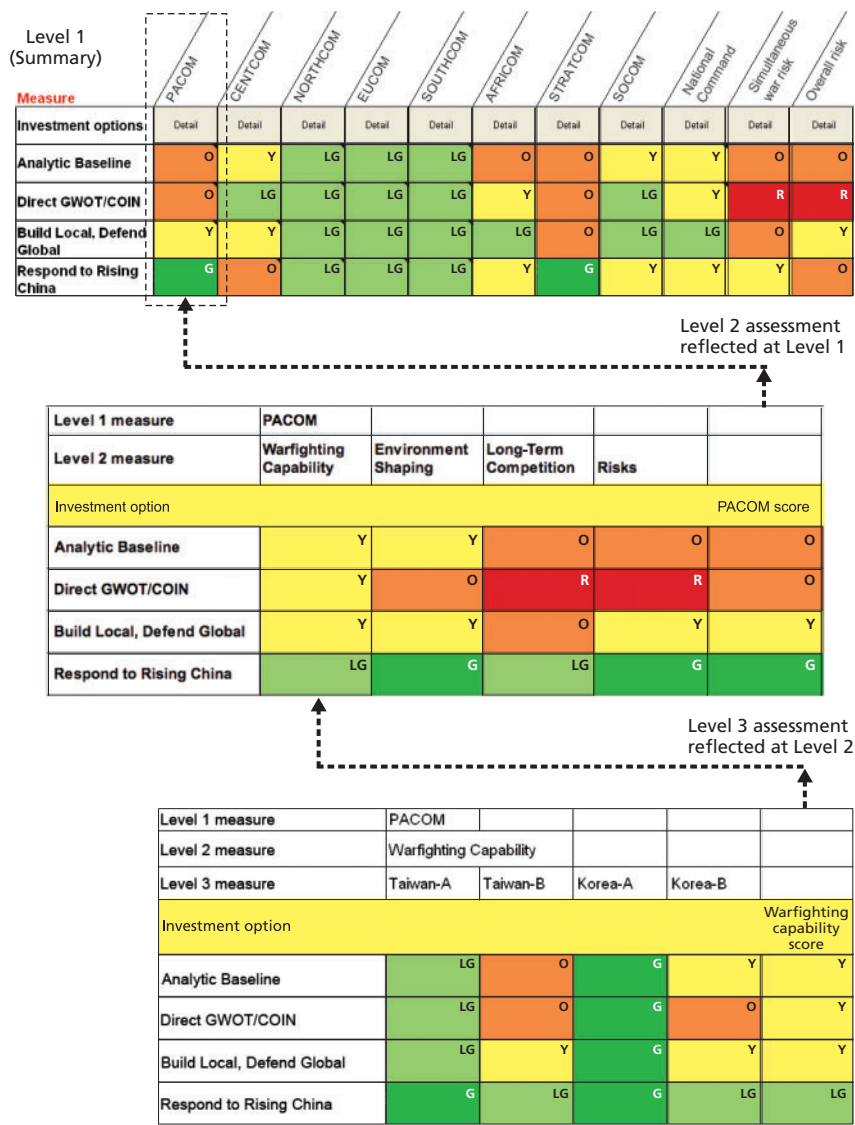 Level 1
(Summary)
Measure
PACOM
CENTCOM
NORTHCOM
EUCOM
SOUTHCOM
AFRICOM
STRATCOM
SOCOM
National
Command
Simultaneous
war risk
Overall risk
Investment options Detail Detail Detail Detail Detail Detail Detail Detail Detail Detail Detail
Analytic Baseline O Y LG LG LG O O Y Y O O
Direct GWOT/COIN O LG LG LG LG Y O LG Y R R
Build Local, Defend
Global Y Y LG LG LG LG O LG LG O Y
Respond to Rising
China G O LG LG LG Y G Y Y Y O
Level 2 assessment
reflected at Level 1
Level 1 measure PACOM
Level 2 measure Warfighting
Capability Environment
Shaping Long-Term
Competition Risks
Investment option PACOM score
Analytic Baseline Y Y O O O
Direct GWOT/COIN Y O R R O
Build Local, Defend Global Y Y O Y Y
Respond to Rising China LG G LG G G
Level 3 assessment
reflected at Level 2
Level 1 measure PACOM
Level 2 measure Warfighting Capability
Level 3 measure Taiwan-A Taiwan-B Korea-A Korea-B
Investment option Warfighting
capability
score
Analytic Baseline LG O G Y Y
Direct GWOT/COIN LG O G O Y
Build Local, Defend Global LG Y G Y Y
Respond to Rising China G LG G LG LG